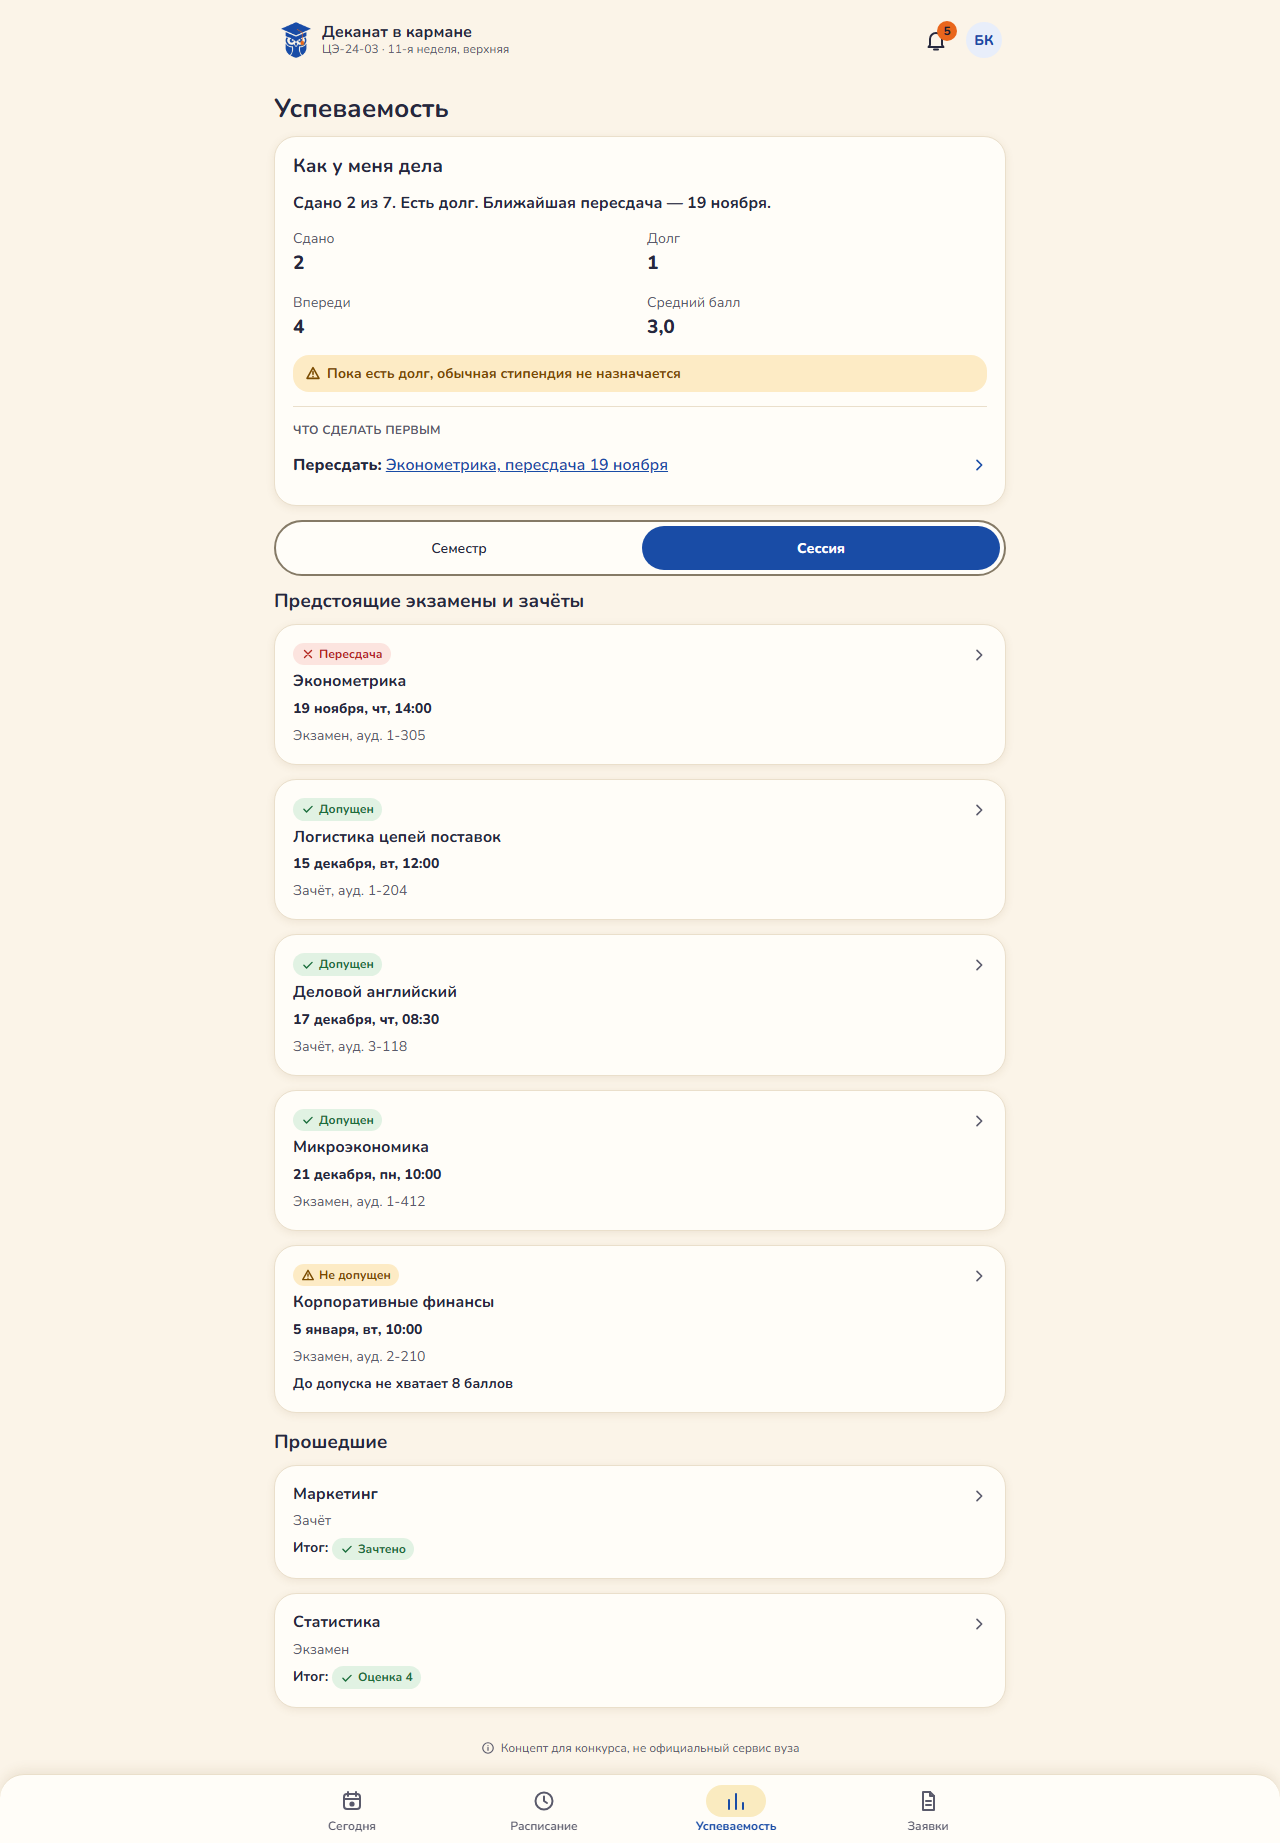 Деканат в кармане
ЦЭ-24-03 · 11-я неделя, верхняя
5
БК
Успеваемость
Как у меня дела
Сдано 2 из 7. Есть долг. Ближайшая пересдача — 19 ноября.
Сдано
2
Долг
1
Впереди
4
Средний балл
3,0
Пока есть долг, обычная стипендия не назначается
ЧТО СДЕЛАТЬ ПЕРВЫМ
Пересдать: Эконометрика, пересдача 19 ноября
Семестр
Сессия
Предстоящие экзамены и зачёты
Пересдача
Эконометрика
19 ноября, чт, 14:00
Экзамен, ауд. 1-305
Допущен
Логистика цепей поставок
15 декабря, вт, 12:00
Зачёт, ауд. 1-204
Допущен
Деловой английский
17 декабря, чт, 08:30
Зачёт, ауд. 3-118
Допущен
Микроэкономика
21 декабря, пн, 10:00
Экзамен, ауд. 1-412
Не допущен
Корпоративные финансы
5 января, вт, 10:00
Экзамен, ауд. 2-210
До допуска не хватает 8 баллов
Прошедшие
Маркетинг
Зачёт
Итог: Зачтено
Статистика
Экзамен
Итог: Оценка 4
Концепт для конкурса, не официальный сервис вуза
Сегодня
Расписание
Успеваемость
Заявки